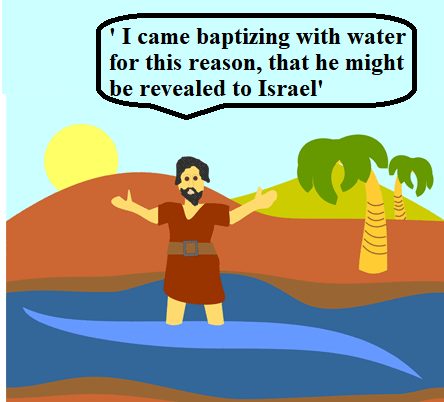 ' I came baptizing with water
for this reason, that he might
be revealed to Israel'